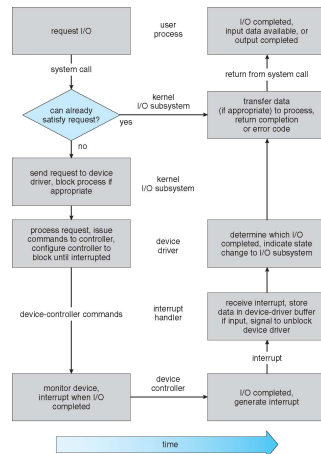 request I/O
user
process
I/O completed,
input data available, or
output completed
system call
return from system call
kernel
I/O subsystem
can already
satisfy request?
yes
transfer data
(if appropriate) to process,
return completion
or error code
no
send request to device
driver, block process if
appropriate
kernel
I/O subsystem
process request, issue
commands to controller,
configure controller to
block until interrupted
device
driver
determine which I/O
completed, indicate state
change to I/O subsystem
device-controller commands
interrupt
handler
receive interrupt, store
data in device-driver buffer
if input, signal to unblock
device driver
interrupt
monitor device,
interrupt when I/O
completed
device
controller
I/O completed,
generate interrupt
time